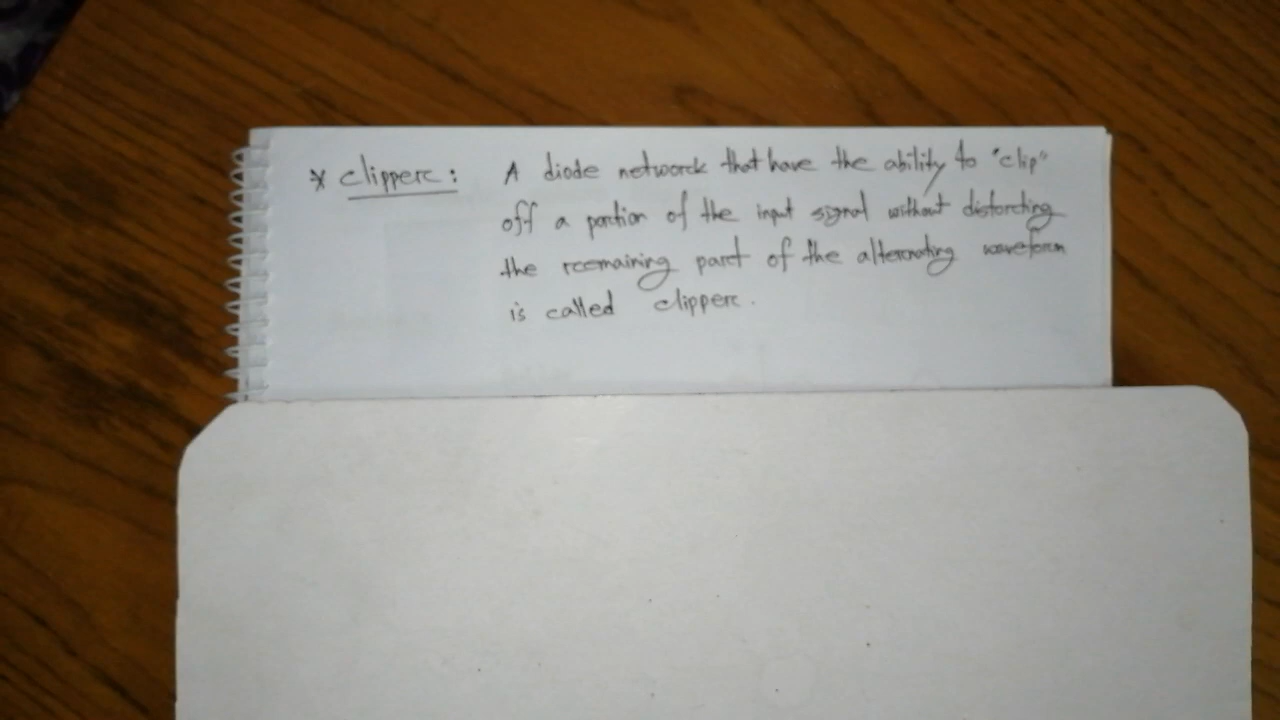 * Clipper : A diode network that have the ability to "clip"
off a portion of the input signal without distorting
the remaining part of the alternating waveform
is called clipper.